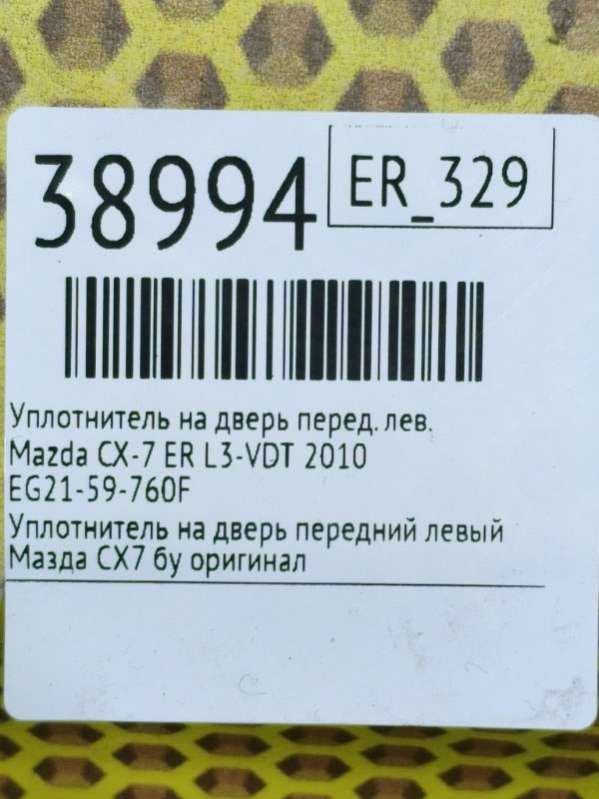 38994
ER_329
Уплотнитель на дверь перед. лев.
Mazda CX-7 ER L3-VDT 2010
EG21-59-760F
Уплотнитель на дверь передний левый
Мазда СХ7 бу оригинал